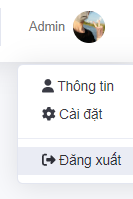 Admin
Thông tin
Cài đặt
Đăng xuất